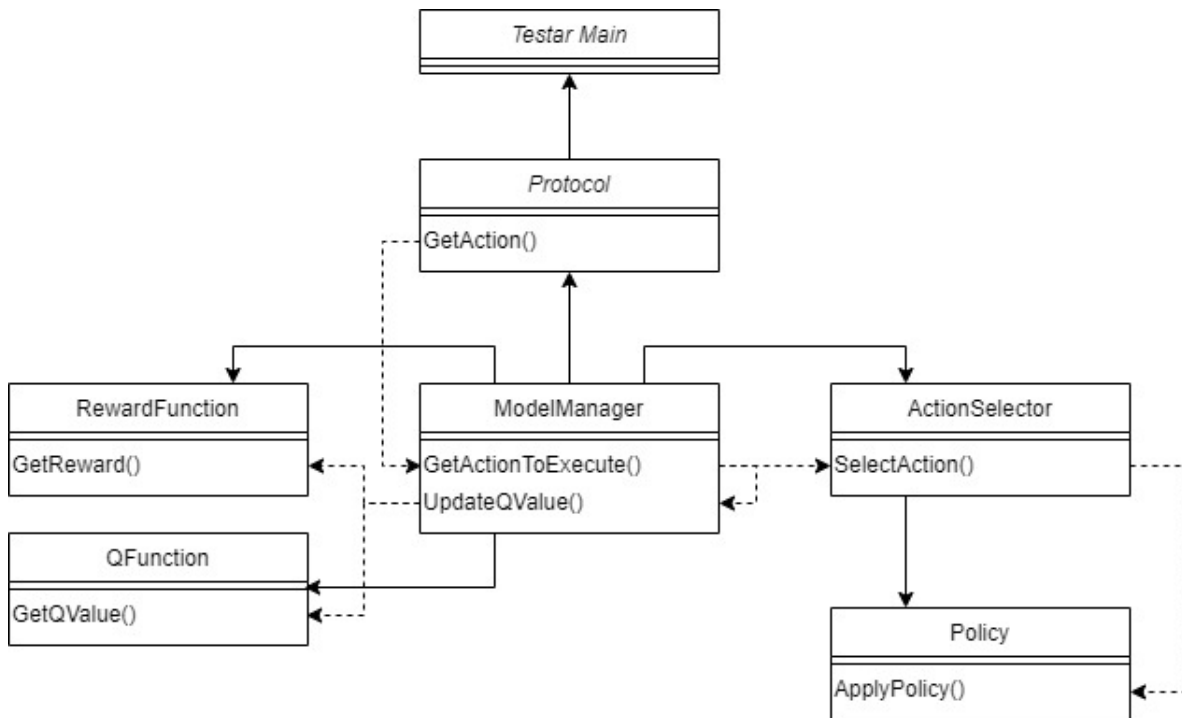 Testar Main
Protocol
GetAction()
RewardFunction
GetReward()
ModelManager
GetActionToExecute()
UpdateQValue()
ActionSelector
SelectAction()
QFunction
GetQValue()
Policy
ApplyPolicy()